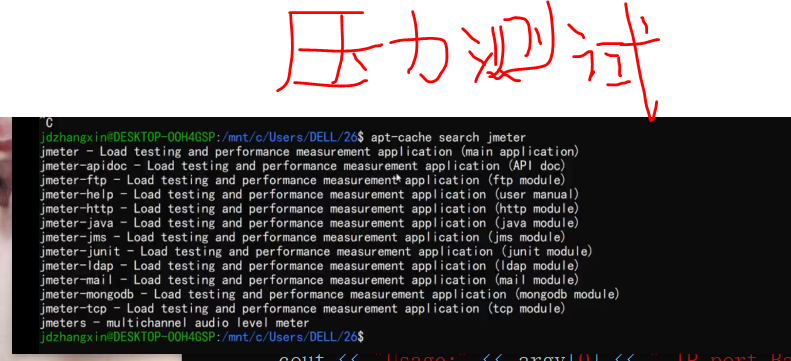 压力测试
^C
jdzhangxin@DESKTOP-OOH4GSP:/mnt/c/Users/DELL/26$ apt-cache search jmeter
jmeter - Load testing and performance measurement application (main application)
jmeter-apidoc - Load testing and performance measurement application (API doc)
jmeter-ftp - Load testing and performance measurement application (ftp module)
jmeter-help - Load testing and performance measurement application (user manual)
jmeter-http - Load testing and performance measurement application (http module)
jmeter-java - Load testing and performance measurement application (java module)
jmeter-jms - Load testing and performance measurement application (jms module)
jmeter-junit - Load testing and performance measurement application (junit module)
jmeter-ldap - Load testing and performance measurement application (ldap module)
jmeter-mail - Load testing and performance measurement application (mail module)
jmeter-mongodb - Load testing and performance measurement application (mongodb module)
jmeter-tcp - Load testing and performance measurement application (tcp module)
jmeters - multichannel audio level meter
jdzhangxin@DESKTOP-OOH4GSP:/mnt/c/Users/DELL/26$
cout << "Usage:" << argv[0] << "